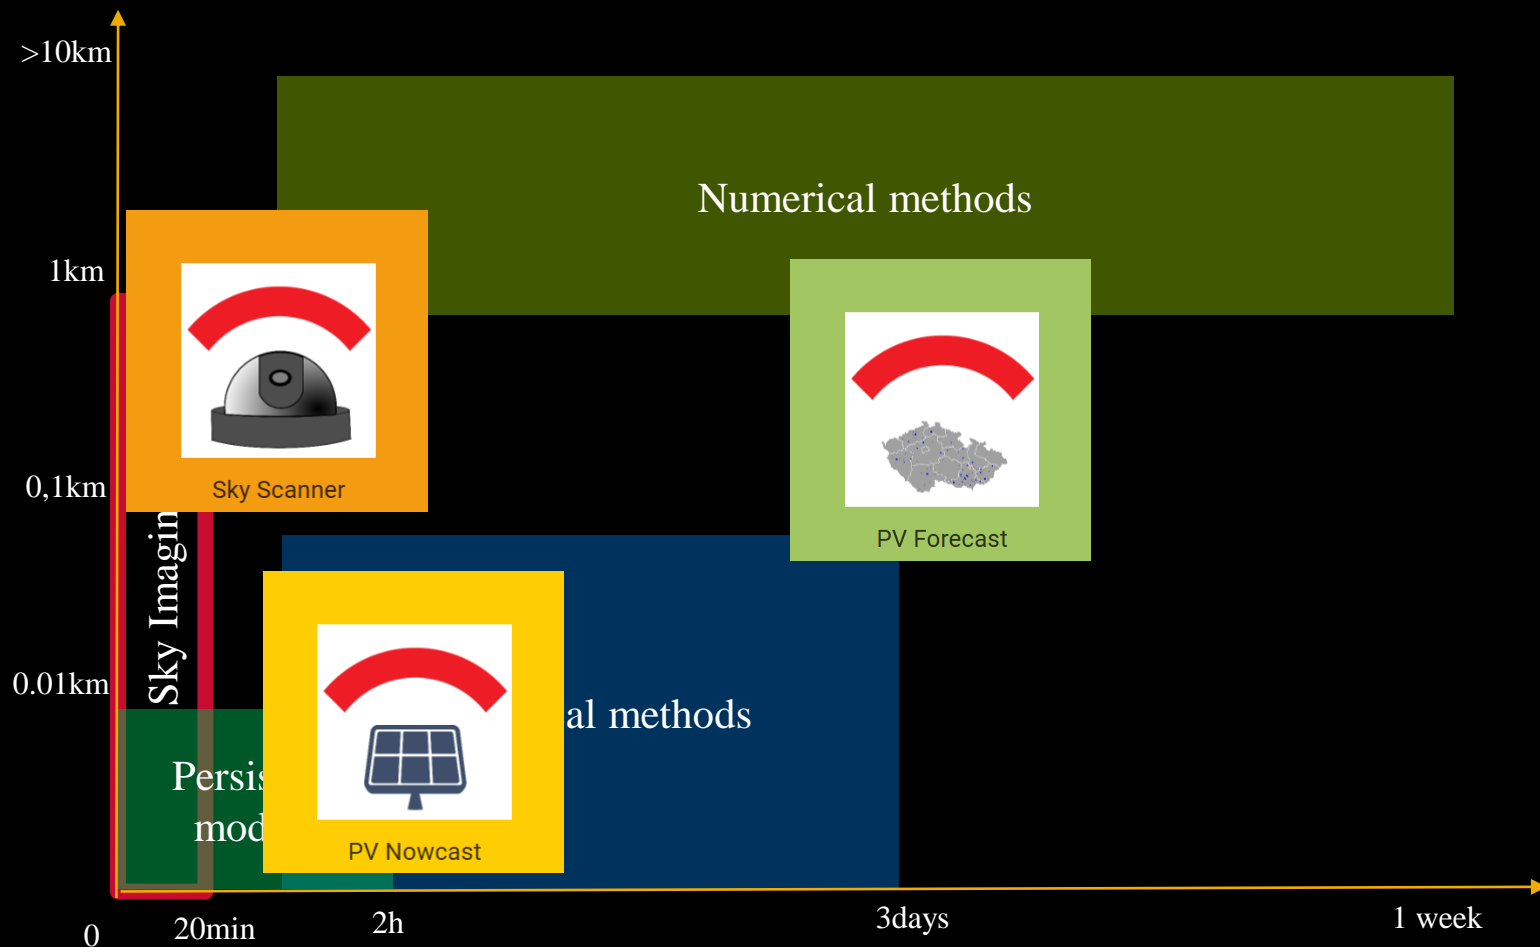 >10km
Numerical methods
1km
0,1km
Sky Scanner
PV Forecast
Sky Imagin
0.01km
al methods
Persis
mod
PV Nowcast
0
20min
2h
3days
1 week